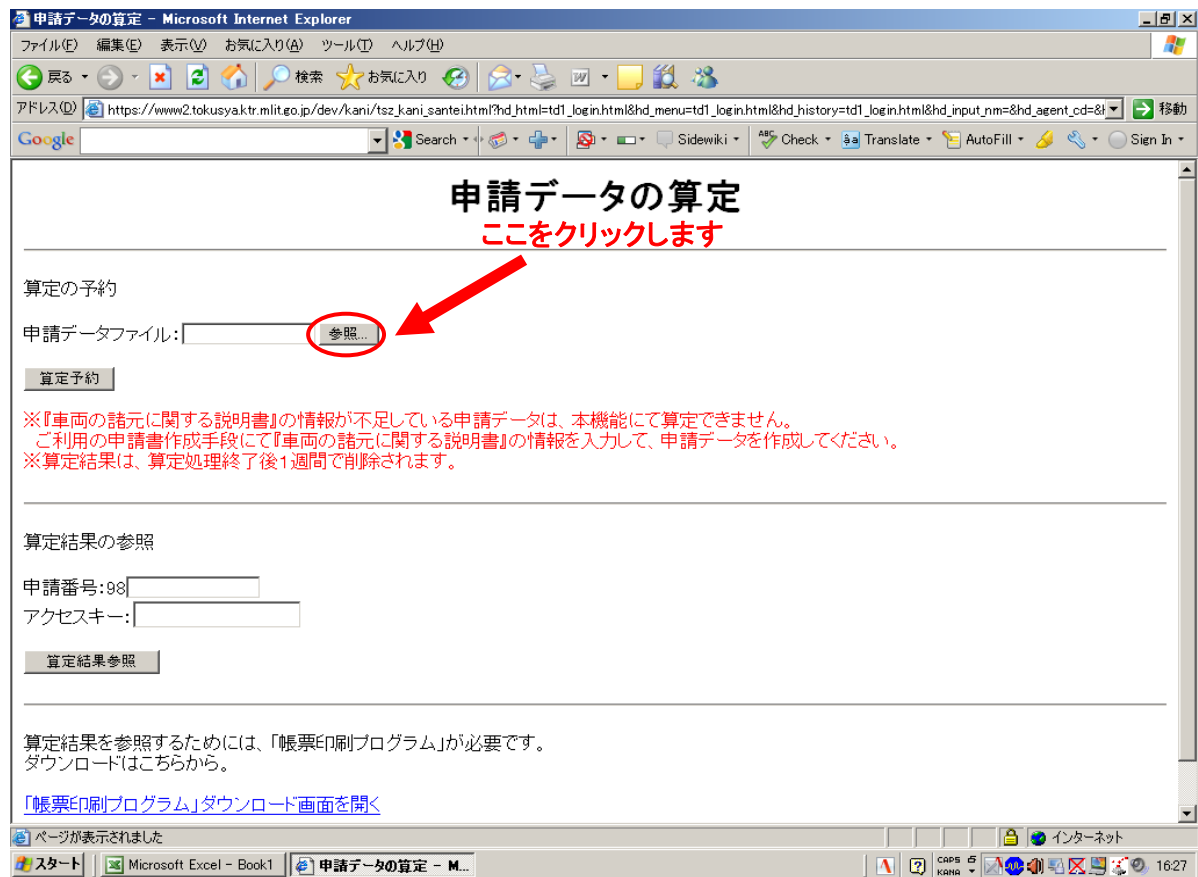 申請データの算定 - Microsoft Internet Explorer
ファイル(F) 編集(E) 表示(V) お気に入り(A) ツール(T) ヘルプ(H)
戻る 検索 お気に入り
アドレス(D) https://www2.tokusya.ktr.mlit.go.jp/dev/kani/tsz_kani_santei.html?hd_html=td1_login.html&hd_menu=td1_login.html&hd_history=td1_login.html&hd_input_nm=&hd_agent_cd=& 移動
Google Search Sidewiki Check Translate AutoFill Sign In
申請データの算定
ここをクリックします
算定の予約
申請データファイル: 参照...
算定予約
※『車両の諸元に関する説明書』の情報が不足している申請データは、本機能にて算定できません。
ご利用の申請書作成手段にて『車両の諸元に関する説明書』の情報を入力して、申請データを作成してください。
※算定結果は、算定処理終了後1週間で削除されます。
算定結果の参照
申請番号:98
アクセスキー:
算定結果参照
算定結果を参照するためには、「帳票印刷プログラム」が必要です。
ダウンロードはこちらから。
「帳票印刷プログラム」ダウンロード画面を開く
ページが表示されました インターネット
スタート Microsoft Excel - Book1 申請データの算定 - M... CAPS KANA 16:27